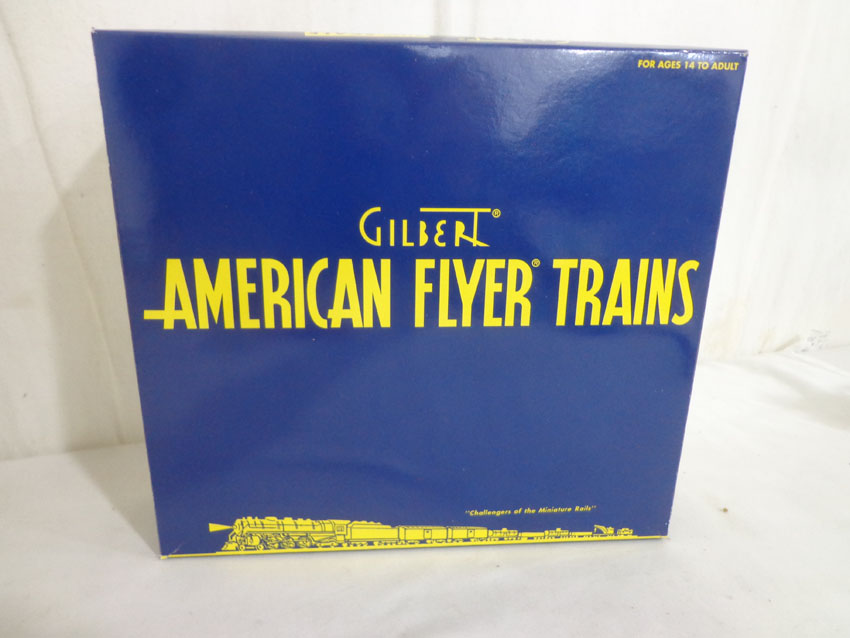 FOR AGES 14 TO ADULT
GILBERT®
AMERICAN FLYER® TRAINS
"Challengers of the Miniature Rails"